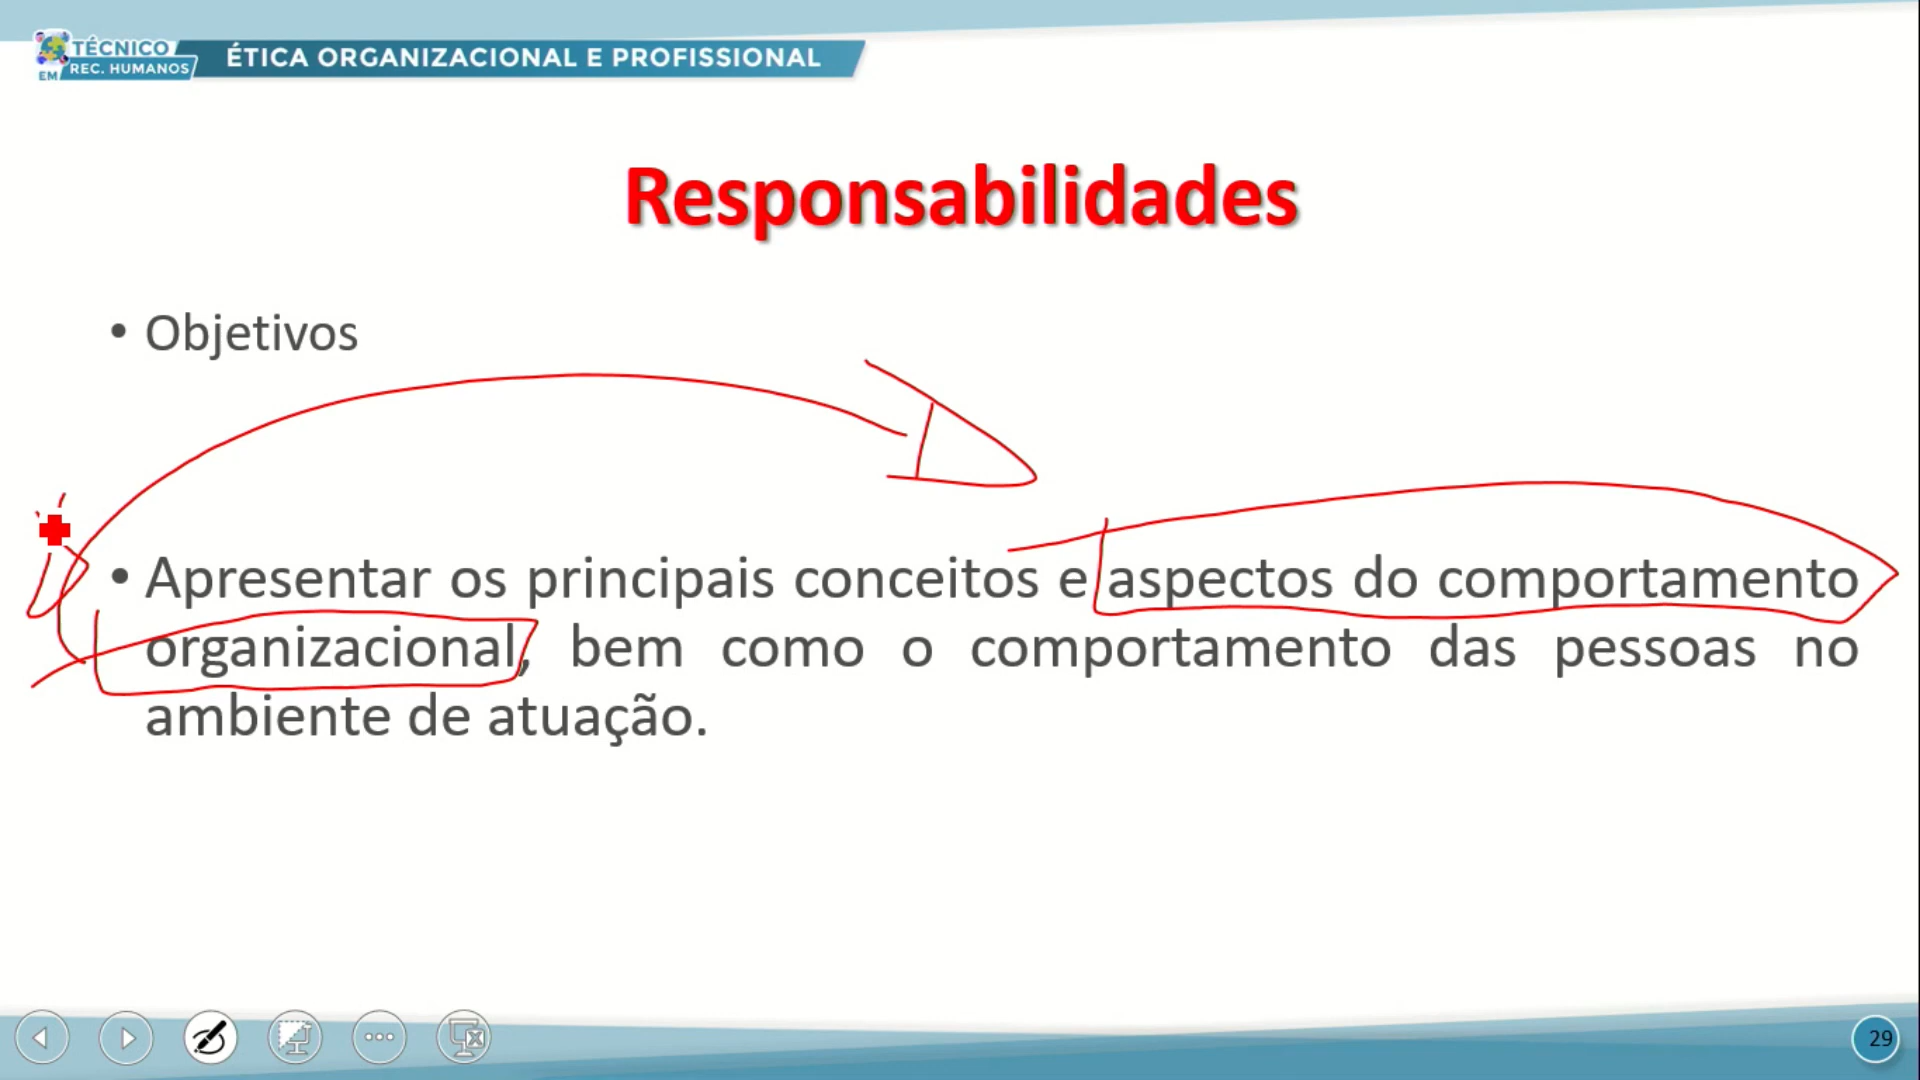 TÉCNICO
EM REC. HUMANOS
ÉTICA ORGANIZACIONAL E PROFISSIONAL
Responsabilidades
• Objetivos
• Apresentar os principais conceitos e aspectos do comportamento
organizacional, bem como o comportamento das pessoas no
ambiente de atuação.
29